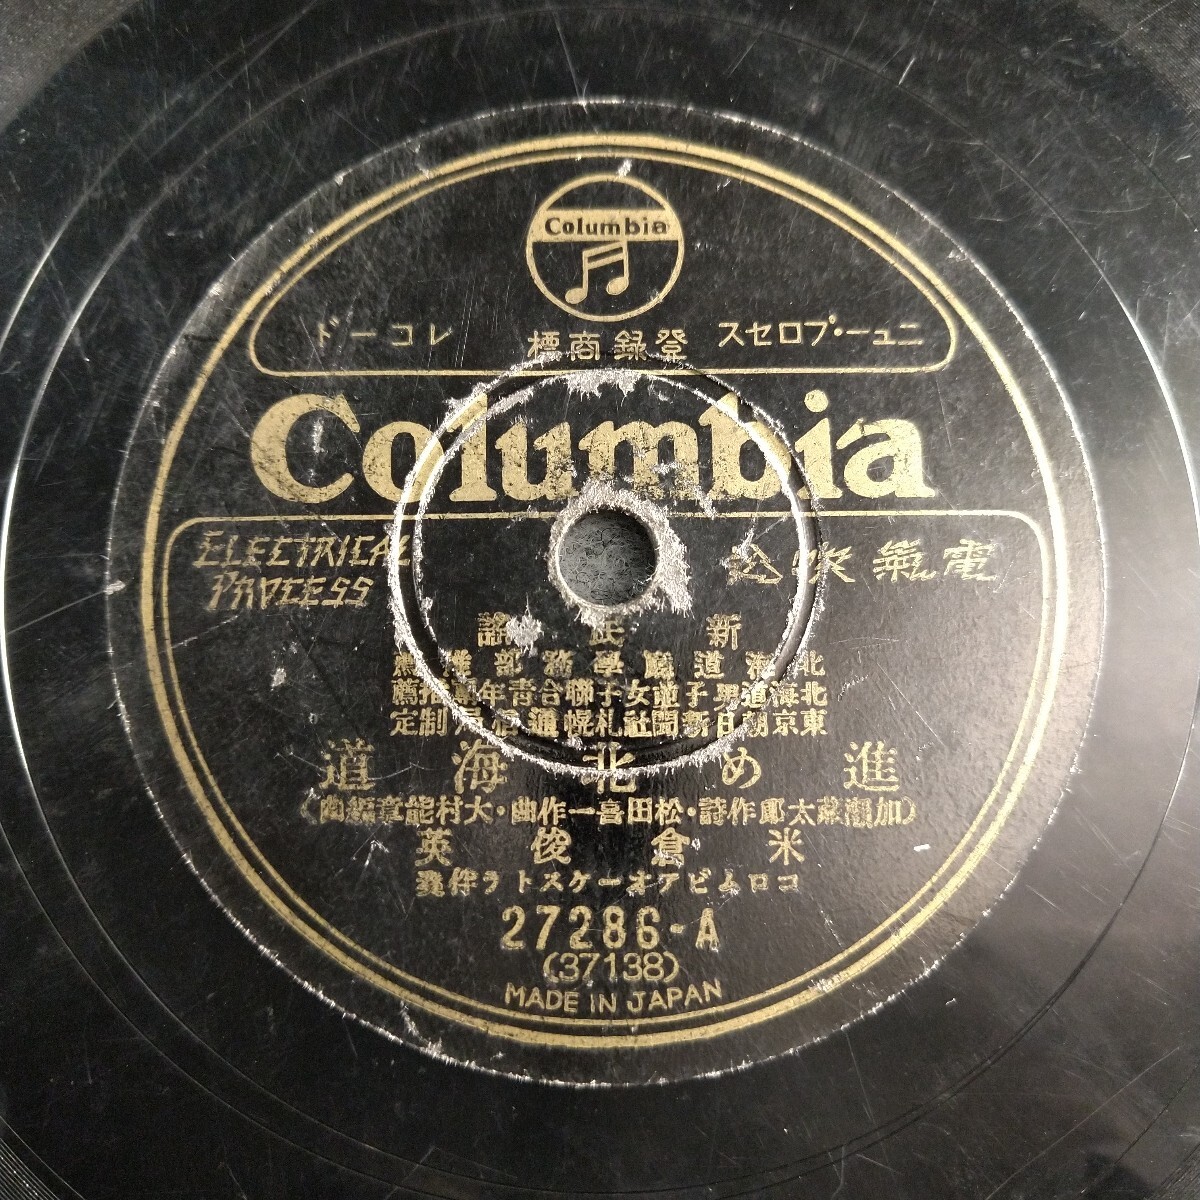 Columbia
ニュー・プロセス 登録商標 レコード
Columbia
ELECTRICAL
PROCESS
電氣吹込
新民謠
北海道廳學務部推薦
北海道男子並女子聯合青年團推薦
東京朝日新聞社札幌通信局制定
進め北海道
(加瀨蔵太郎作詩・松田喜一作曲・大村能章編曲)
米倉俊英
コロムビアオーケストラ伴奏
27286-A
(37138)
MADE IN JAPAN